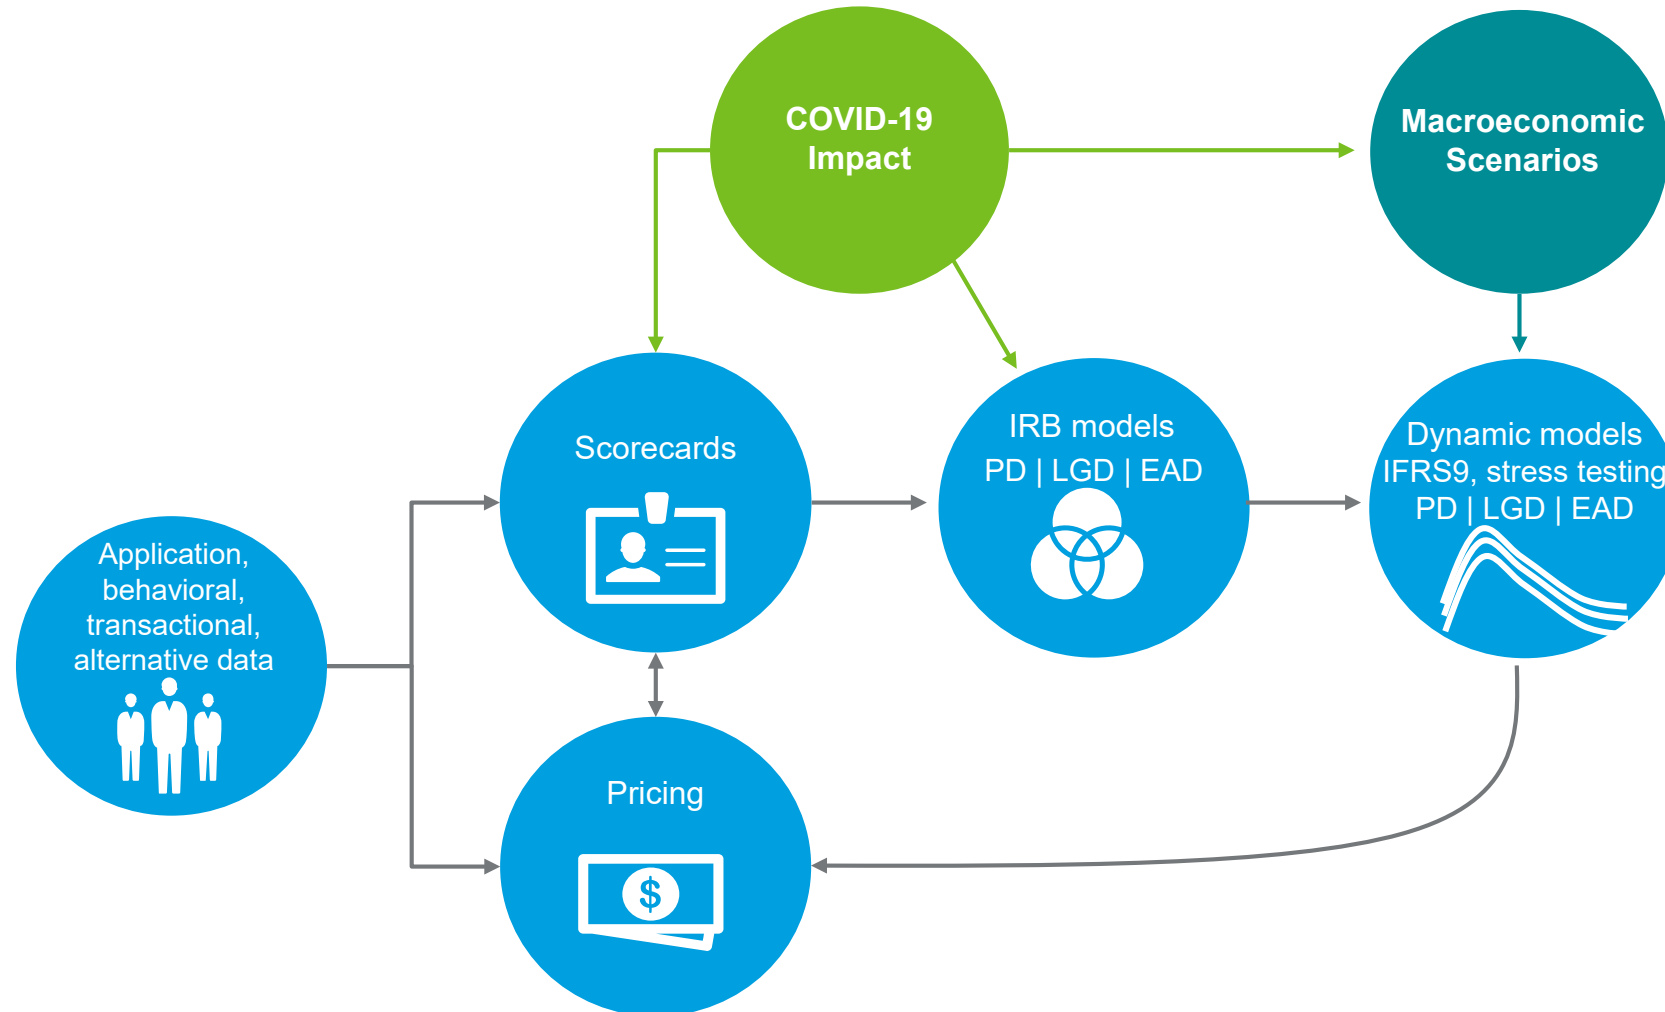 COVID-19
Impact
Macroeconomic
Scenarios
Scorecards
IRB models
PD | LGD | EAD
Dynamic models
IFRS9, stress testing
PD | LGD | EAD
Application,
behavioral,
transactional,
alternative data
Pricing
$